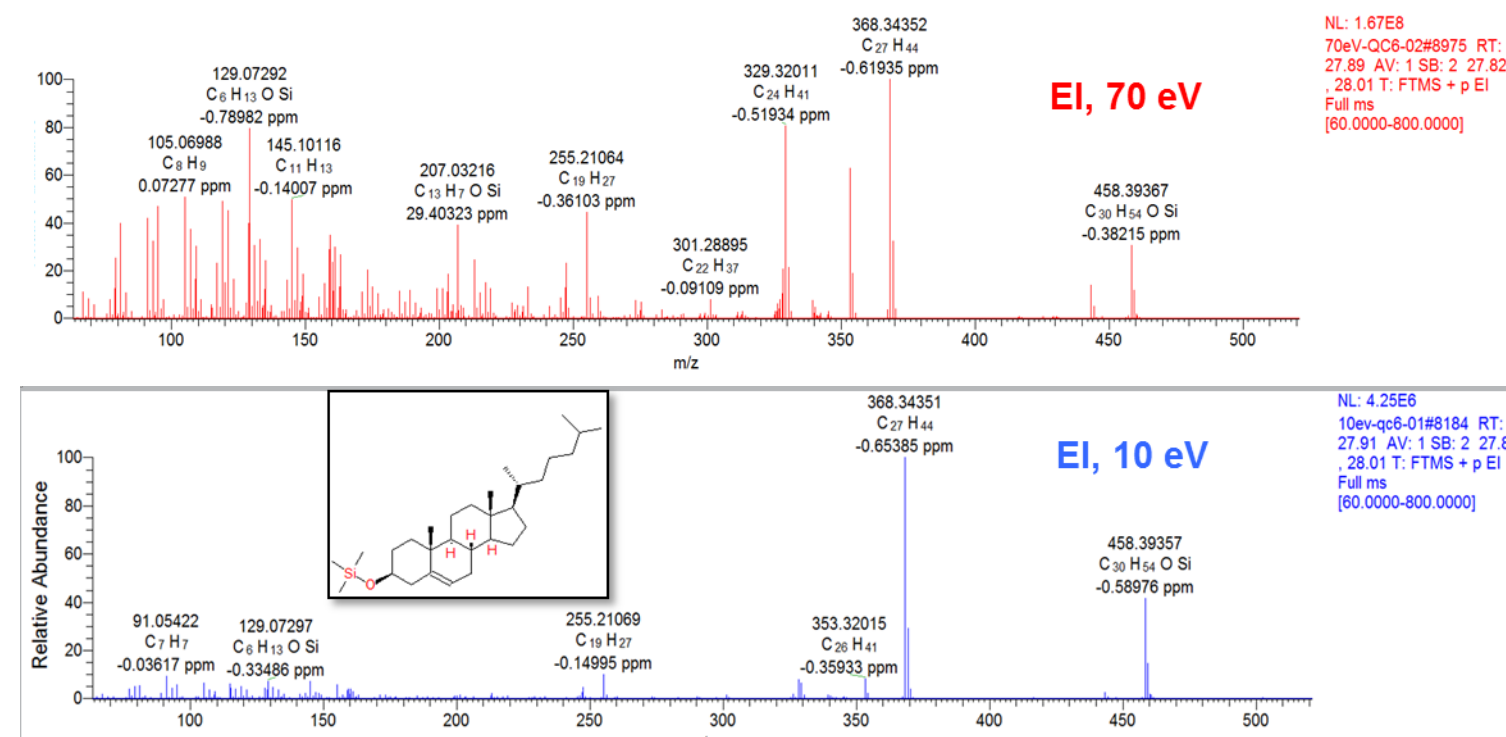 368.34352
C27 H44
-0.61935 ppm
NL: 1.67E8
70eV-QC6-02#8975 RT:
27.89 AV: 1 SB: 2 27.82
, 28.01 T: FTMS + p EI
Full ms
[60.0000-800.0000]
129.07292
C6 H13 O Si
-0.78982 ppm
329.32011
C24 H41
-0.51934 ppm
EI, 70 eV
105.06988
C8 H9
0.07277 ppm
145.10116
C11 H13
-0.14007 ppm
207.03216
C13 H7 O Si
29.40323 ppm
255.21064
C19 H27
-0.36103 ppm
458.39367
C30 H54 O Si
-0.38215 ppm
301.28895
C22 H37
-0.09109 ppm
100
80
60
40
20
0
100 150 200 250 300 350 400 450 500
m/z
368.34351
C27 H44
-0.65385 ppm
NL: 4.25E6
10ev-qc6-01#8184 RT:
27.91 AV: 1 SB: 2 27.8
, 28.01 T: FTMS + p EI
Full ms
[60.0000-800.0000]
EI, 10 eV
H
H
H
Si
O
458.39357
C30 H54 O Si
-0.58976 ppm
91.05422
C7 H7
-0.03617 ppm
129.07297
C6 H13 O Si
-0.33486 ppm
255.21069
C19 H27
-0.14995 ppm
353.32015
C26 H41
-0.35933 ppm
Relative Abundance
100
80
60
40
20
0
100 150 200 250 300 350 400 450 500